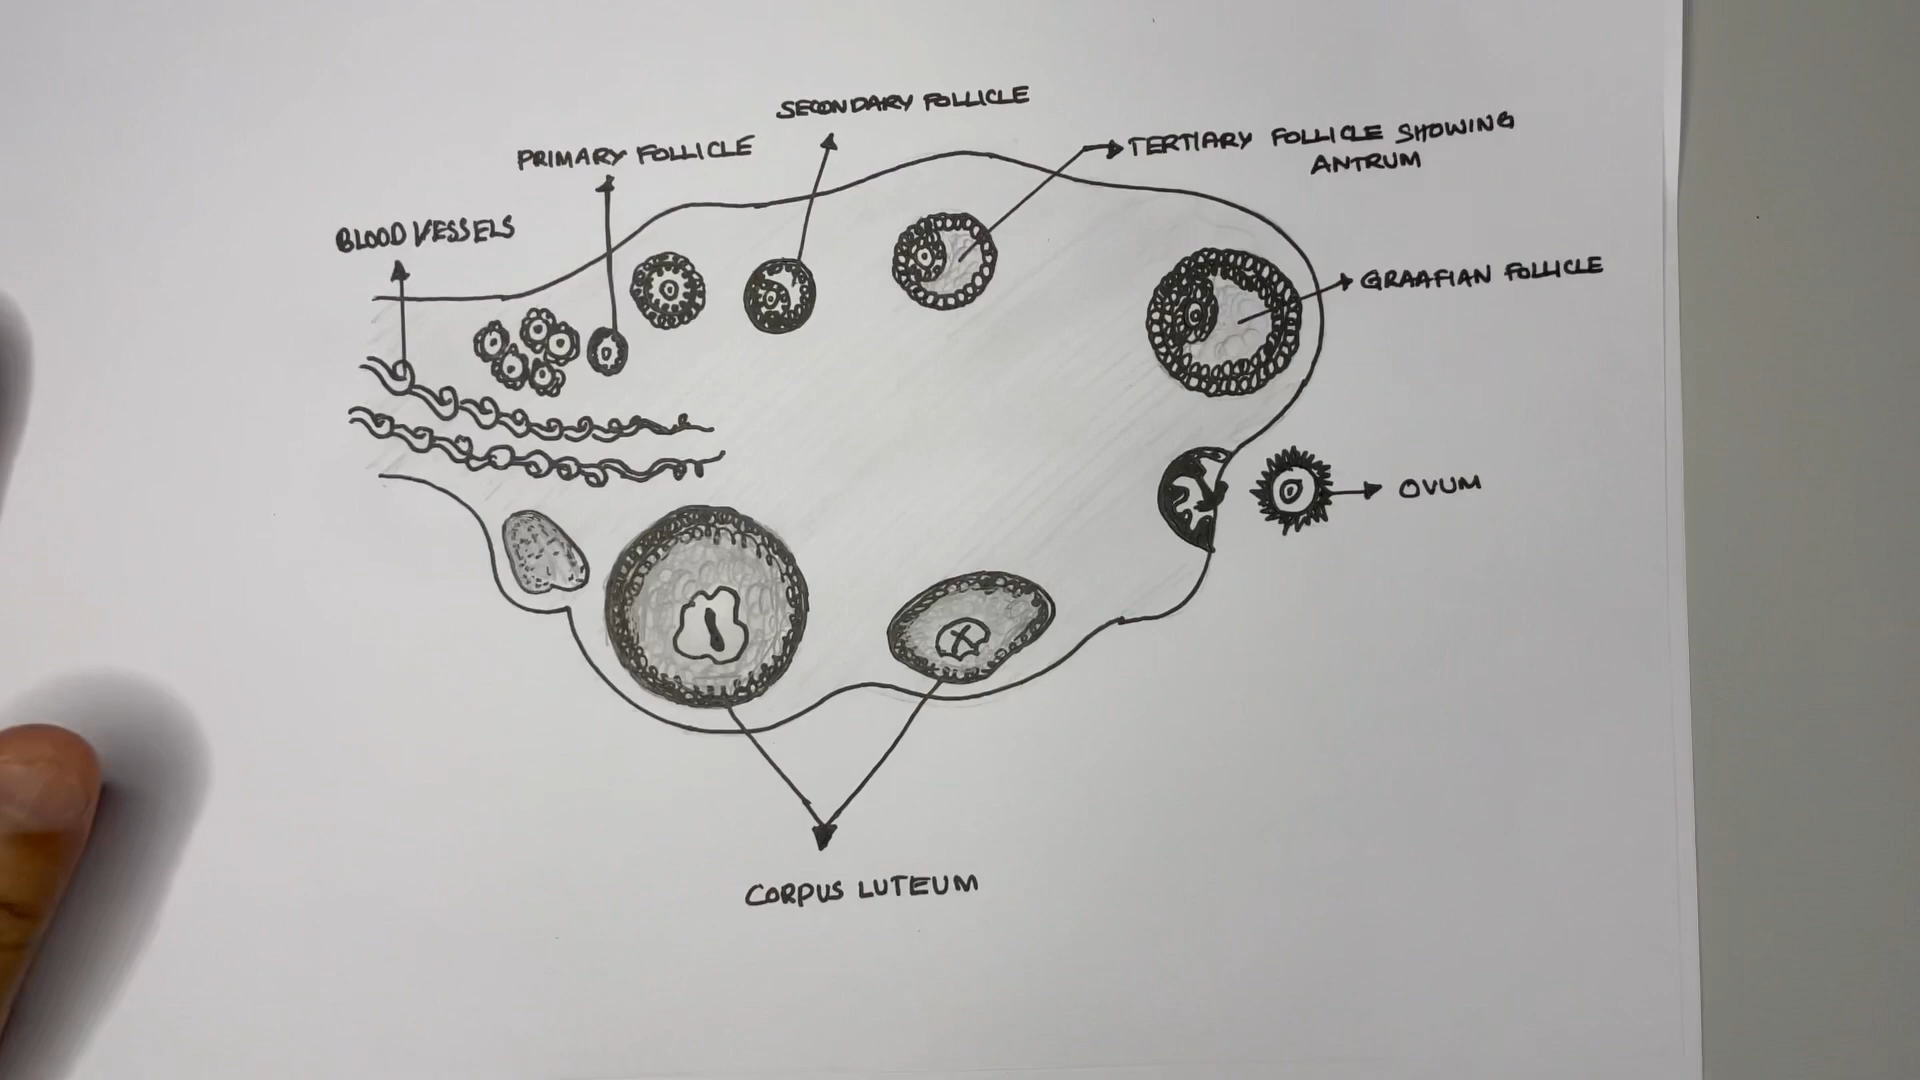 SECONDARY FOLLICLE
PRIMARY FOLLICLE
TERTIARY FOLLICLE SHOWING
ANTRUM
BLOOD VESSELS
GRAAFIAN FOLLICLE
OVUM
CORPUS LUTEUM